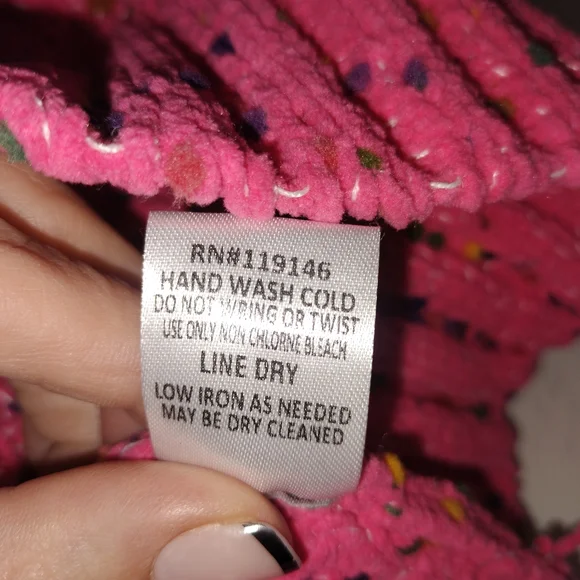 RN#119146
HAND WASH COLD
DO NOT WRING OR TWIST
USE ONLY NON CHLORNE BLEACH
LINE DRY
LOW IRON AS NEEDED
MAY BE DRY CLEANED